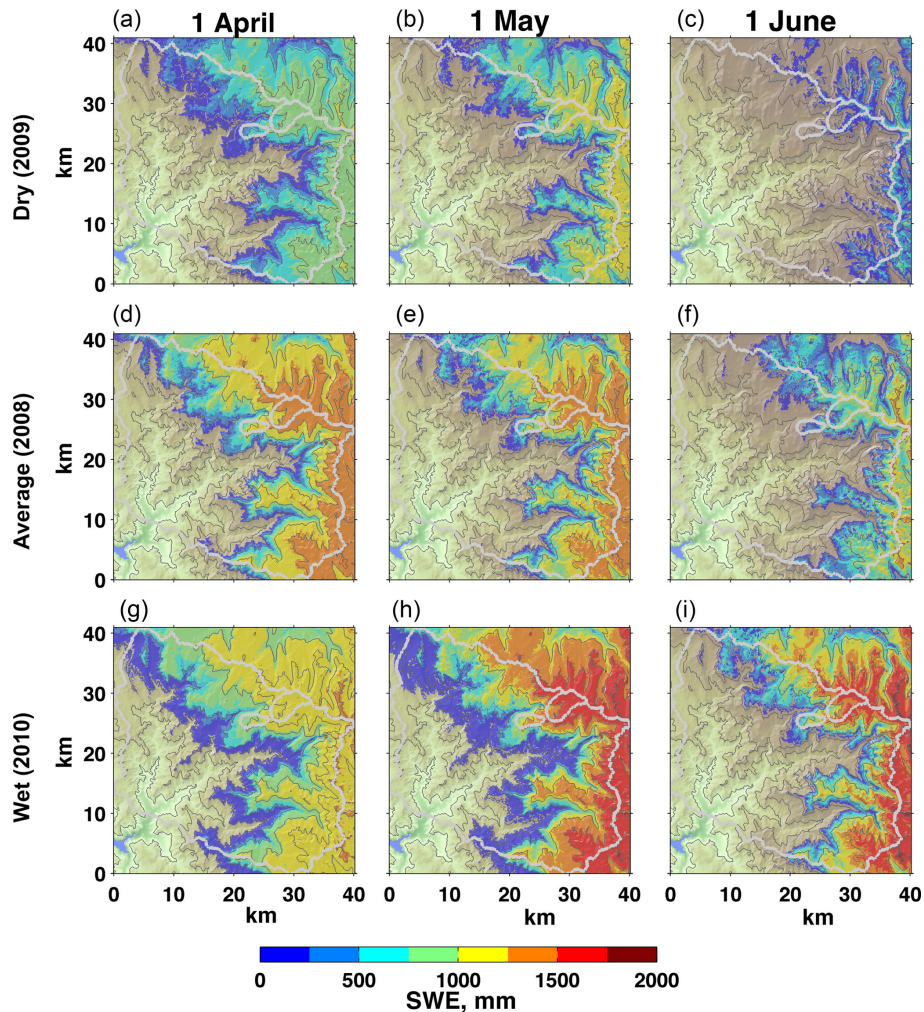 1 April 1 May 1 June
(a) (b) (c)
Dry (2009)
km
40
30
20
10
0
(d) (e) (f)
Average (2008)
km
40
30
20
10
0
(g) (h) (i)
Wet (2010)
km
40
30
20
10
0
0 10 20 30 40 0 10 20 30 40 0 10 20 30 40
km km km
0 500 1000 1500 2000
SWE, mm